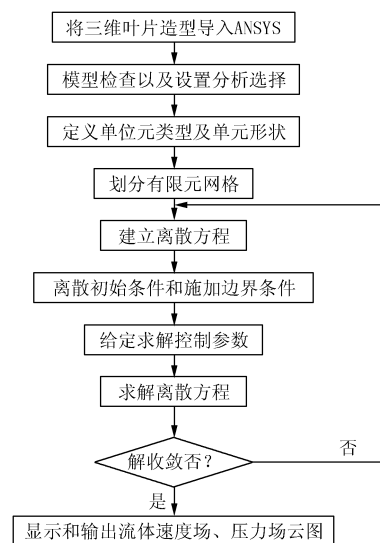 将三维叶片造型导入ANSYS
模型检查以及设置分析选择
定义单位元类型及单元形状
划分有限元网格
建立离散方程
离散初始条件和施加边界条件
给定求解控制参数
求解离散方程
解收敛否?
否
是
显示和输出流体速度场、压力场云图